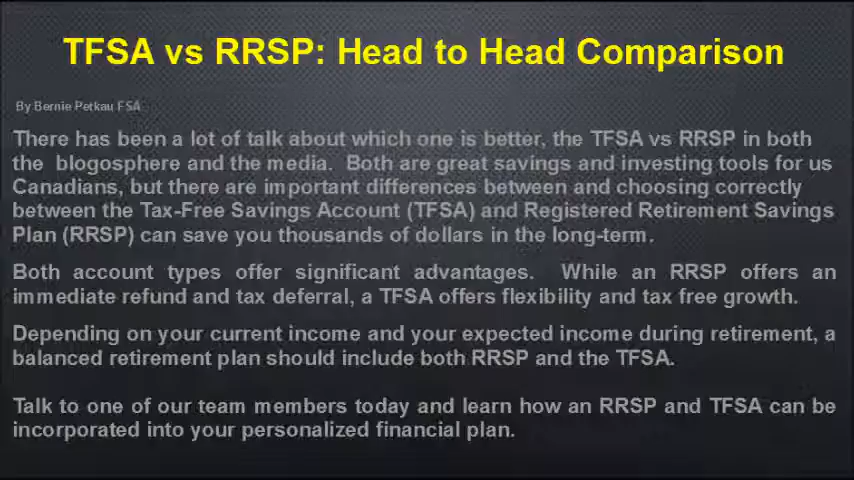 TFSA vs RRSP: Head to Head Comparison
By Bernie Petkau FSA
There has been a lot of talk about which one is better, the TFSA vs RRSP in both
the blogosphere and the media. Both are great savings and investing tools for us
Canadians, but there are important differences between and choosing correctly
between the Tax-Free Savings Account (TFSA) and Registered Retirement Savings
Plan (RRSP) can save you thousands of dollars in the long-term.
Both account types offer significant advantages. While an RRSP offers an
immediate refund and tax deferral, a TFSA offers flexibility and tax free growth.
Depending on your current income and your expected income during retirement, a
balanced retirement plan should include both RRSP and the TFSA.
Talk to one of our team members today and learn how an RRSP and TFSA can be
incorporated into your personalized financial plan.